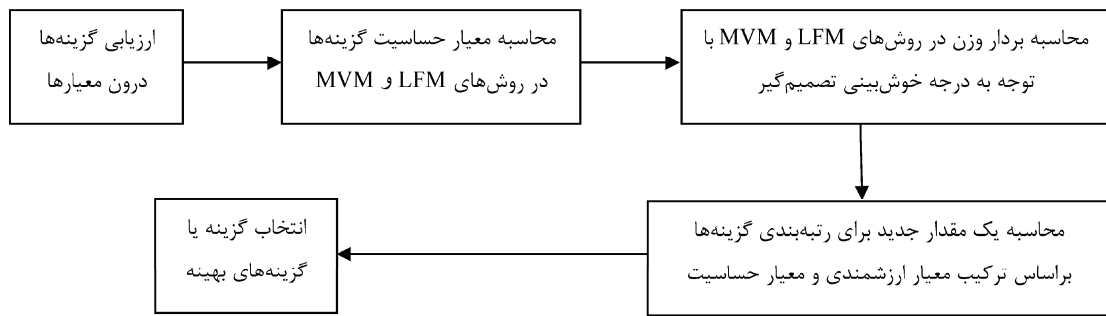 ارزیابی گزینه‌ها
درون معیارها
محاسبه معیار حساسیت گزینه‌ها
در روش‌های LFM و MVM
محاسبه بردار وزن در روش‌های LFM و MVM با
توجه به درجه خوش‌بینی تصمیم‌گیر
محاسبه یک مقدار جدید برای رتبه‌بندی گزینه‌ها
براساس ترکیب معیار ارزشمندی و معیار حساسیت
انتخاب گزینه یا
گزینه‌های بهینه